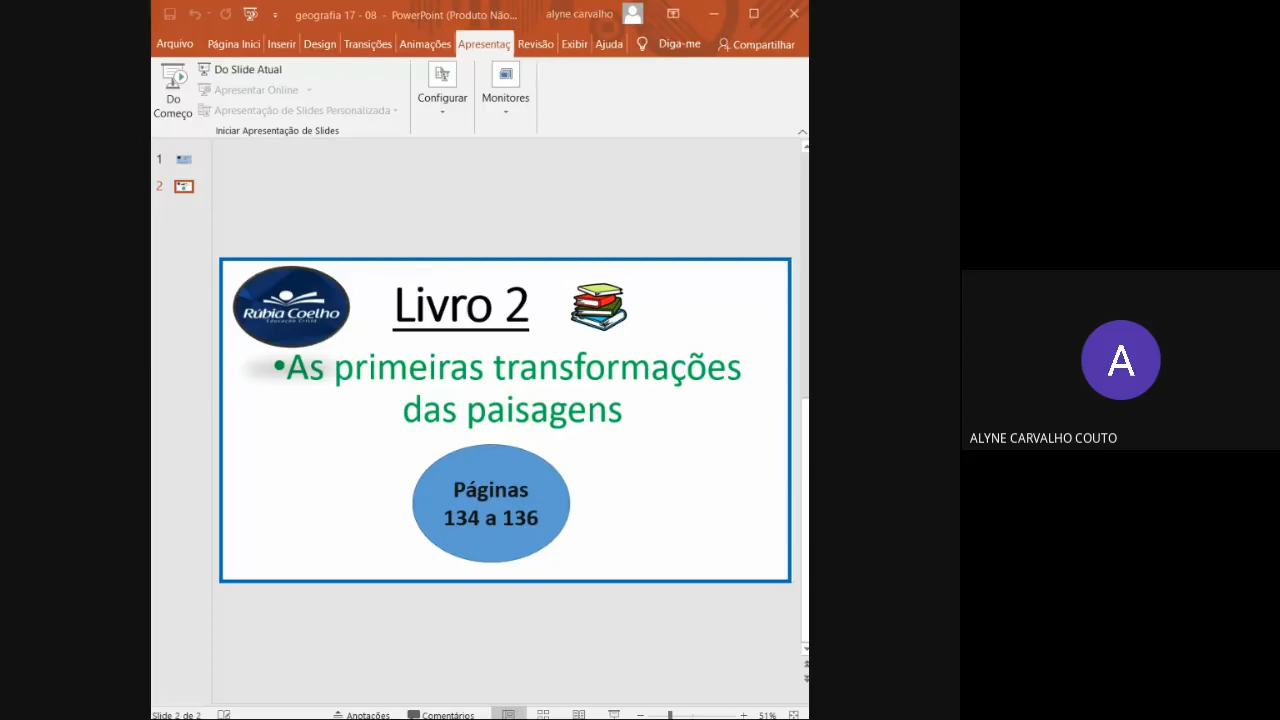 geografia 17 - 08 - PowerPoint (Produto Não...
alyne carvalho
Arquivo Página Inici Inserir Design Transições Animações Apresentaç Revisão Exibir Ajuda Diga-me Compartilhar
Do Começo
Do Slide Atual
Apresentar Online
Apresentação de Slides Personalizada
Configurar
Monitores
Iniciar Apresentação de Slides
1
2
RÚBIA COELHO
Educação Cristã
Livro 2
•As primeiras transformações
das paisagens
Páginas
134 a 136
A
ALYNE CARVALHO COUTO
Slide 2 de 2 Anotações Comentários 51%